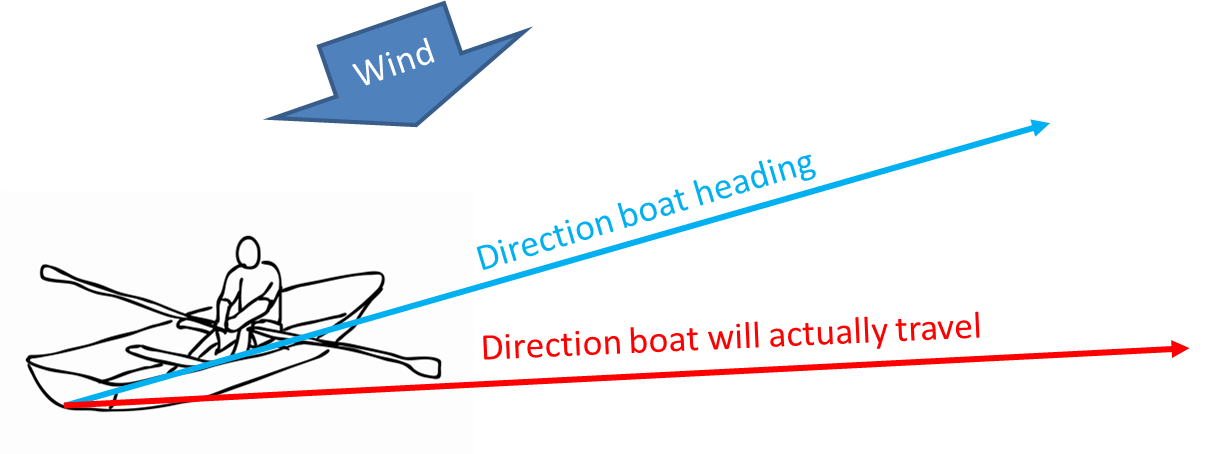 Wind
Direction boat heading
Direction boat will actually travel